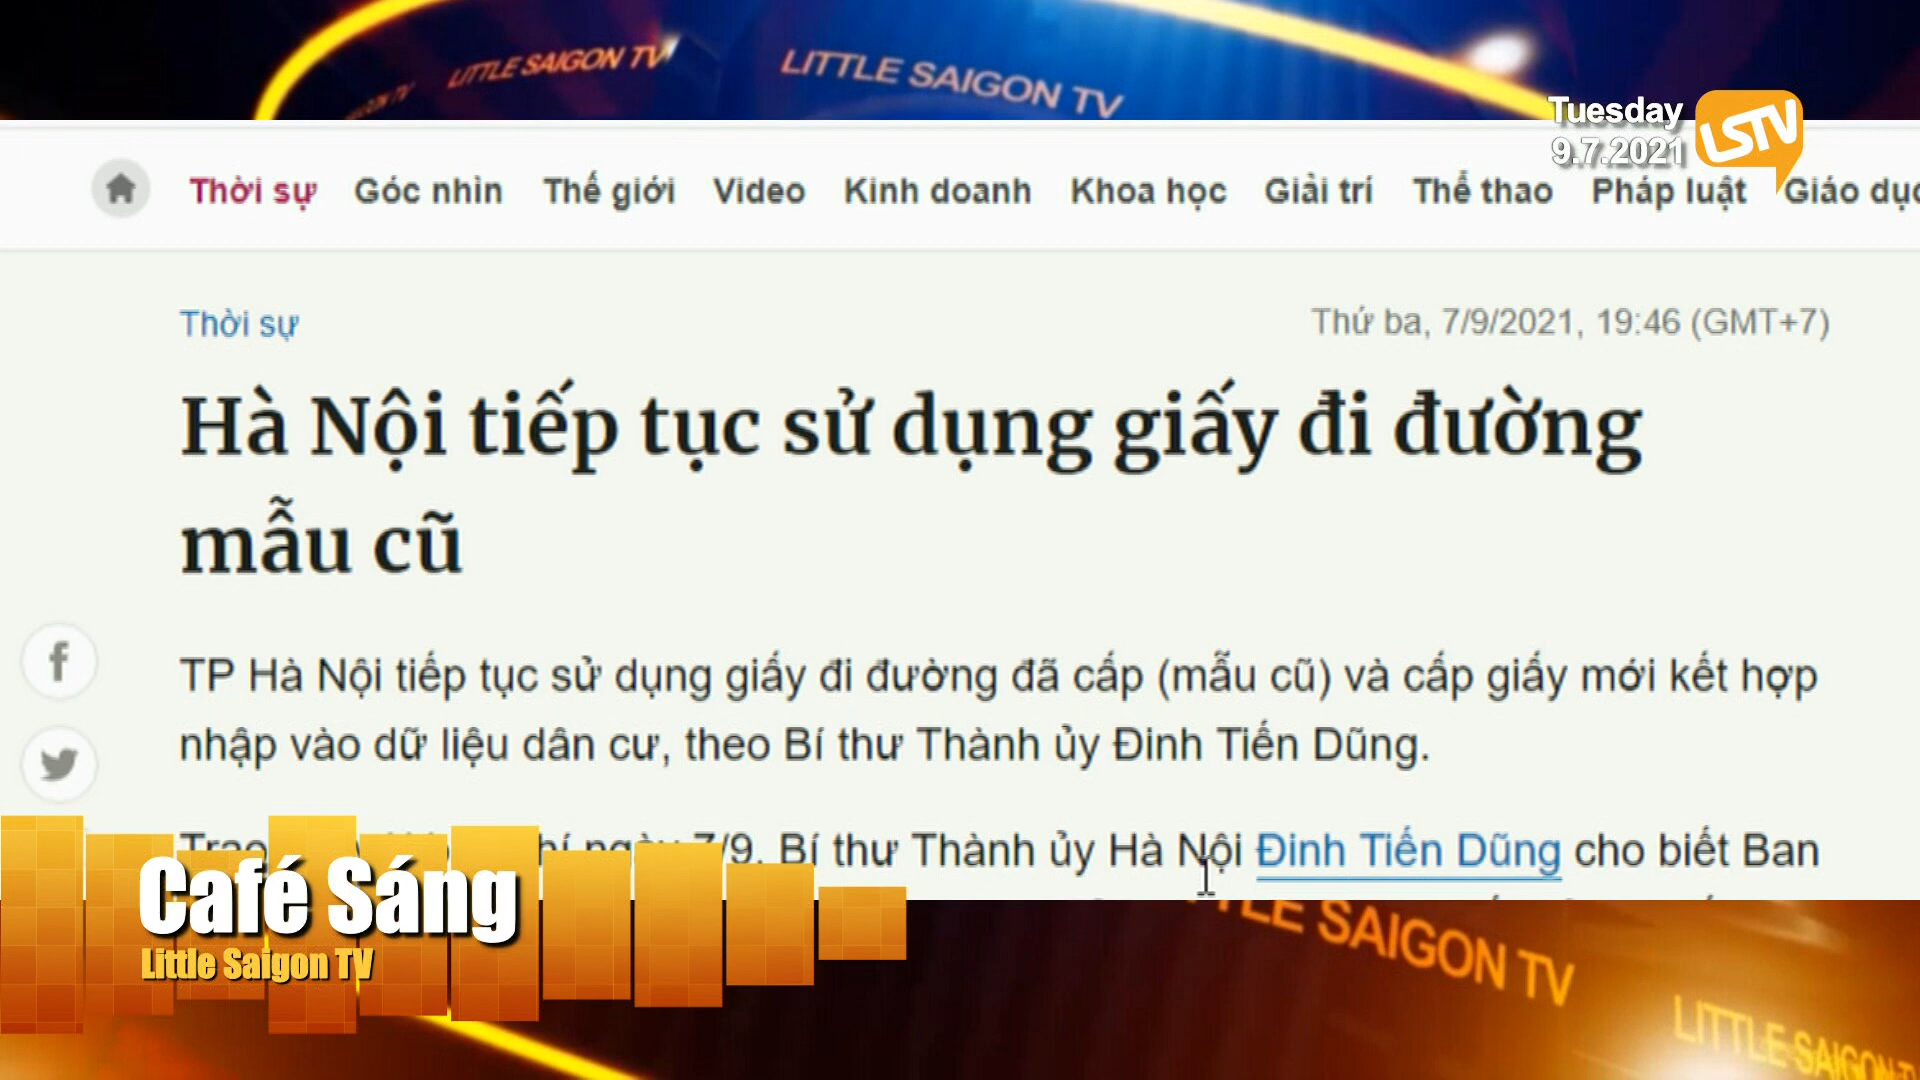 LITTLE SAIGON TV
LITTLE SAIGON TV
Tuesday
9.7.2021
LSTV
Thời sự Góc nhìn Thế giới Video Kinh doanh Khoa học Giải trí Thể thao Pháp luật Giáo dục
Thời sự
Thứ ba, 7/9/2021, 19:46 (GMT+7)
Hà Nội tiếp tục sử dụng giấy đi đường
mẫu cũ
TP Hà Nội tiếp tục sử dụng giấy đi đường đã cấp (mẫu cũ) và cấp giấy mới kết hợp
nhập vào dữ liệu dân cư, theo Bí thư Thành ủy Đinh Tiến Dũng.
7/9, Bí thư Thành ủy Hà Nội Đinh Tiến Dũng cho biết Ban
Café Sáng
Little Saigon TV
SAIGON TV
LITTLE SAIGON TV